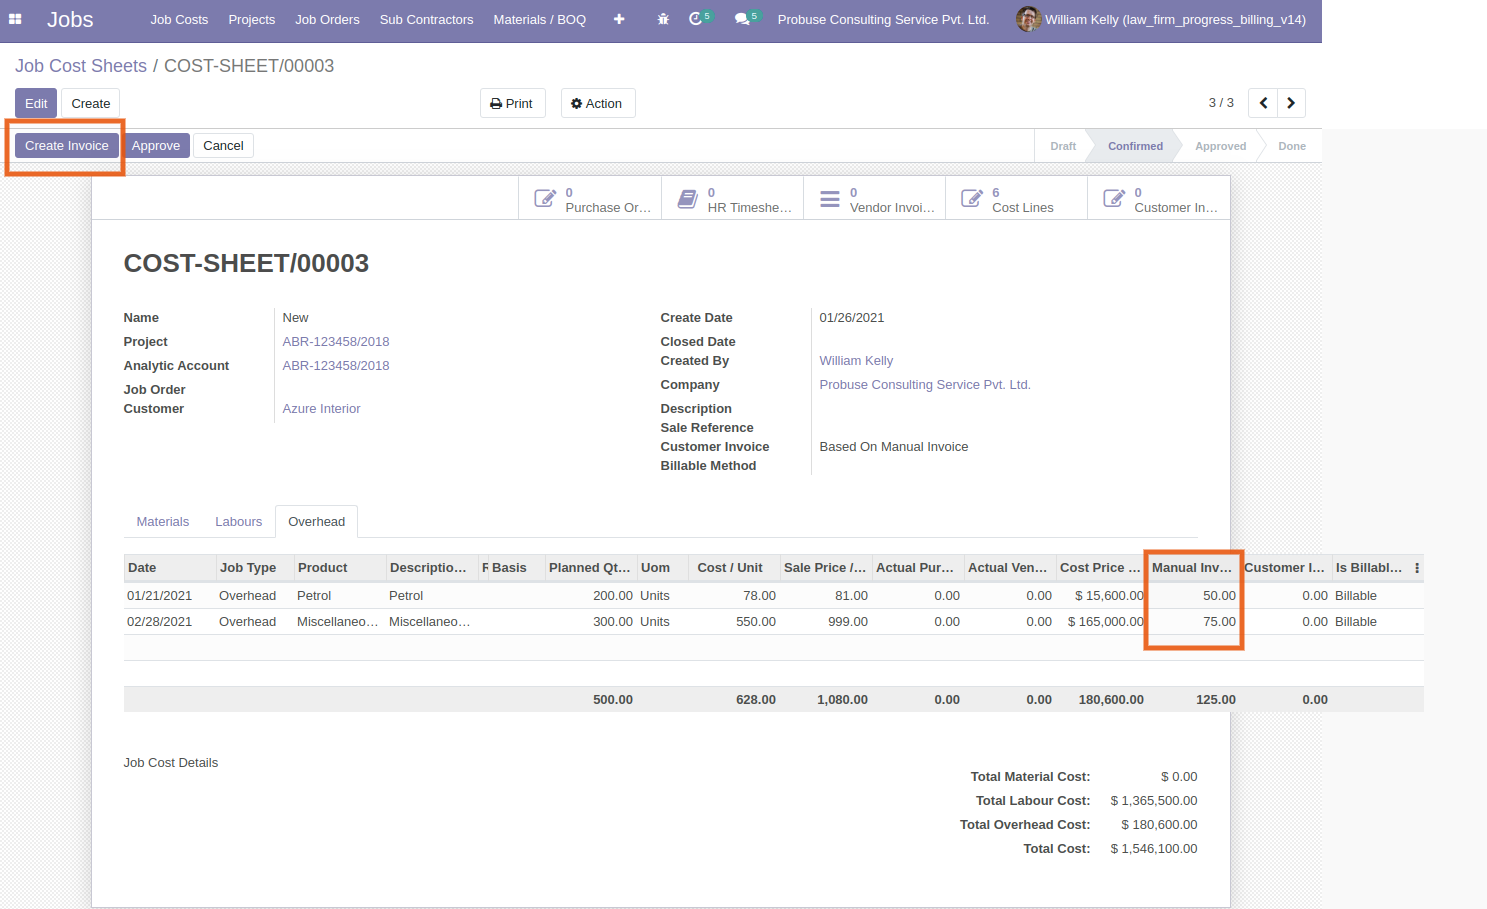 Jobs Job Costs Projects Job Orders Sub Contractors Materials / BOQ 5 5 Probuse Consulting Service Pvt. Ltd. William Kelly (law_firm_progress_billing_v14)
Job Cost Sheets / COST-SHEET/00003
Edit Create Print Action 3 / 3
Create Invoice Approve Cancel Draft Confirmed Approved Done
0 0 0 6 0
Purchase Or... HR Timeshe... Vendor Invoi... Cost Lines Customer In...
COST-SHEET/00003
Name New Create Date 01/26/2021
Project ABR-123458/2018 Closed Date
Analytic Account ABR-123458/2018 Created By William Kelly
Job Order Company Probuse Consulting Service Pvt. Ltd.
Customer Azure Interior Description
Sale Reference
Customer Invoice Based On Manual Invoice
Billable Method
Materials Labours Overhead
Date Job Type Product Descriptio... R Basis Planned Qt... Uom Cost / Unit Sale Price /... Actual Pur... Actual Ven... Cost Price ... Manual Inv... Customer I... Is Billabl...
01/21/2021 Overhead Petrol Petrol 200.00 Units 78.00 81.00 0.00 0.00 $ 15,600.00 50.00 0.00 Billable
02/28/2021 Overhead Miscellaneo... Miscellaneo... 300.00 Units 550.00 999.00 0.00 0.00 $ 165,000.00 75.00 0.00 Billable
500.00 628.00 1,080.00 0.00 0.00 180,600.00 125.00 0.00
Job Cost Details
Total Material Cost: $ 0.00
Total Labour Cost: $ 1,365,500.00
Total Overhead Cost: $ 180,600.00
Total Cost: $ 1,546,100.00